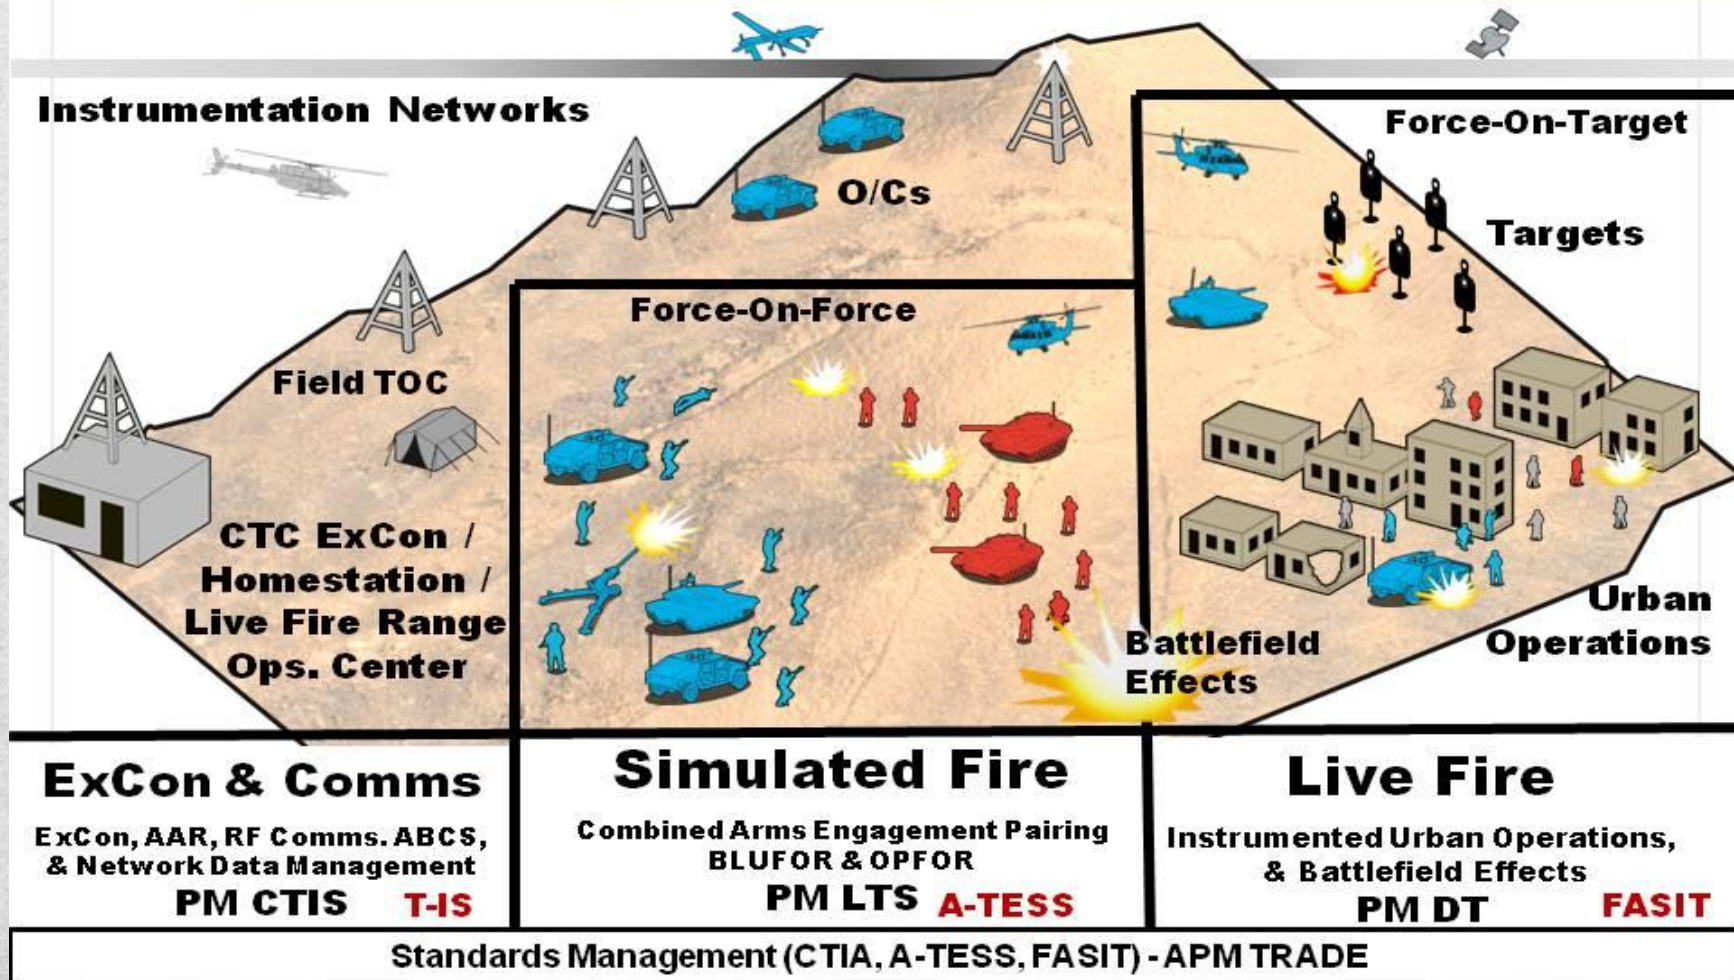 Instrumentation Networks
Force-On-Target
O/Cs
Targets
Force-On-Force
Field TOC
CTC ExCon /
Homestation /
Live Fire Range
Ops. Center
Battlefield
Effects
Urban
Operations
ExCon & Comms
ExCon, AAR, RF Comms. ABCS,
& Network Data Management
PM CTIS T-IS
Simulated Fire
Combined Arms Engagement Pairing
BLUFOR & OPFOR
PM LTS A-TESS
Live Fire
Instrumented Urban Operations,
& Battlefield Effects
PM DT FASIT
Standards Management (CTIA, A-TESS, FASIT) - APM TRADE